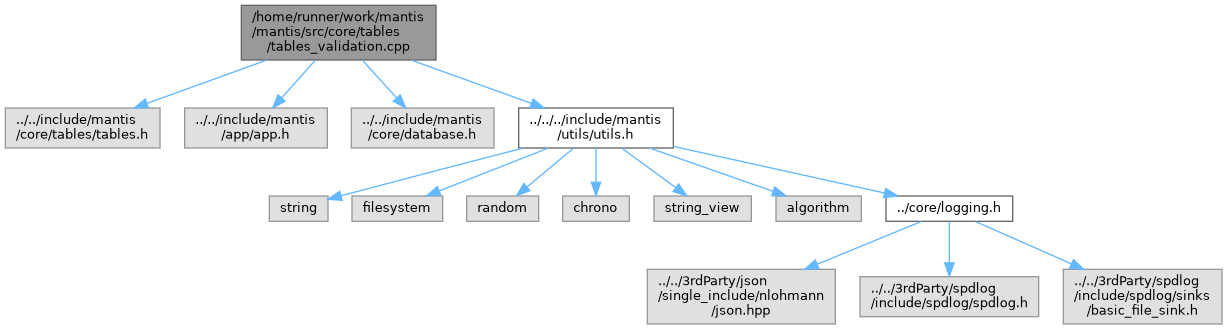 /home/runner/work/mantis
/mantis/src/core/tables
/tables_validation.cpp
../../include/mantis
/core/tables/tables.h
../../include/mantis
/app/app.h
../../include/mantis
/core/database.h
../../../include/mantis
/utils/utils.h
string
filesystem
random
chrono
string_view
algorithm
../core/logging.h
../../3rdParty/json
/single_include/nlohmann
/json.hpp
../../3rdParty/spdlog
/include/spdlog/spdlog.h
../../3rdParty/spdlog
/include/spdlog/sinks
/basic_file_sink.h